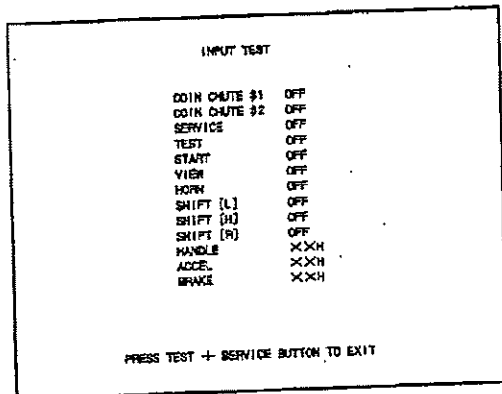 INPUT TEST
COIN CHUTE #1 OFF
COIN CHUTE #2 OFF
SERVICE OFF
TEST OFF
START OFF
VIEW OFF
HORN OFF
SHIFT [L] OFF
SHIFT [H] OFF
SHIFT [R] OFF
HANDLE XXH
ACCEL XXH
BRAKE XXH
PRESS TEST + SERVICE BUTTON TO EXIT